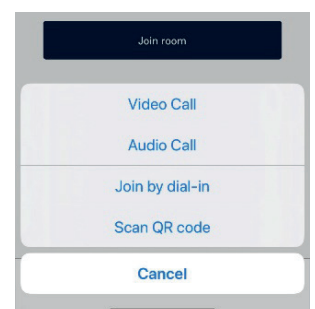 Join room
Video Call
Audio Call
Join by dial-in
Scan QR code
Cancel